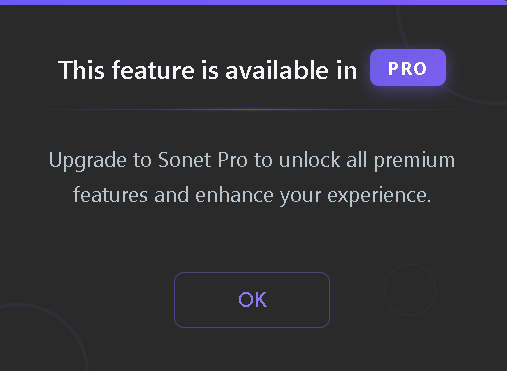 This feature is available in PRO
Upgrade to Sonet Pro to unlock all premium
features and enhance your experience.
OK